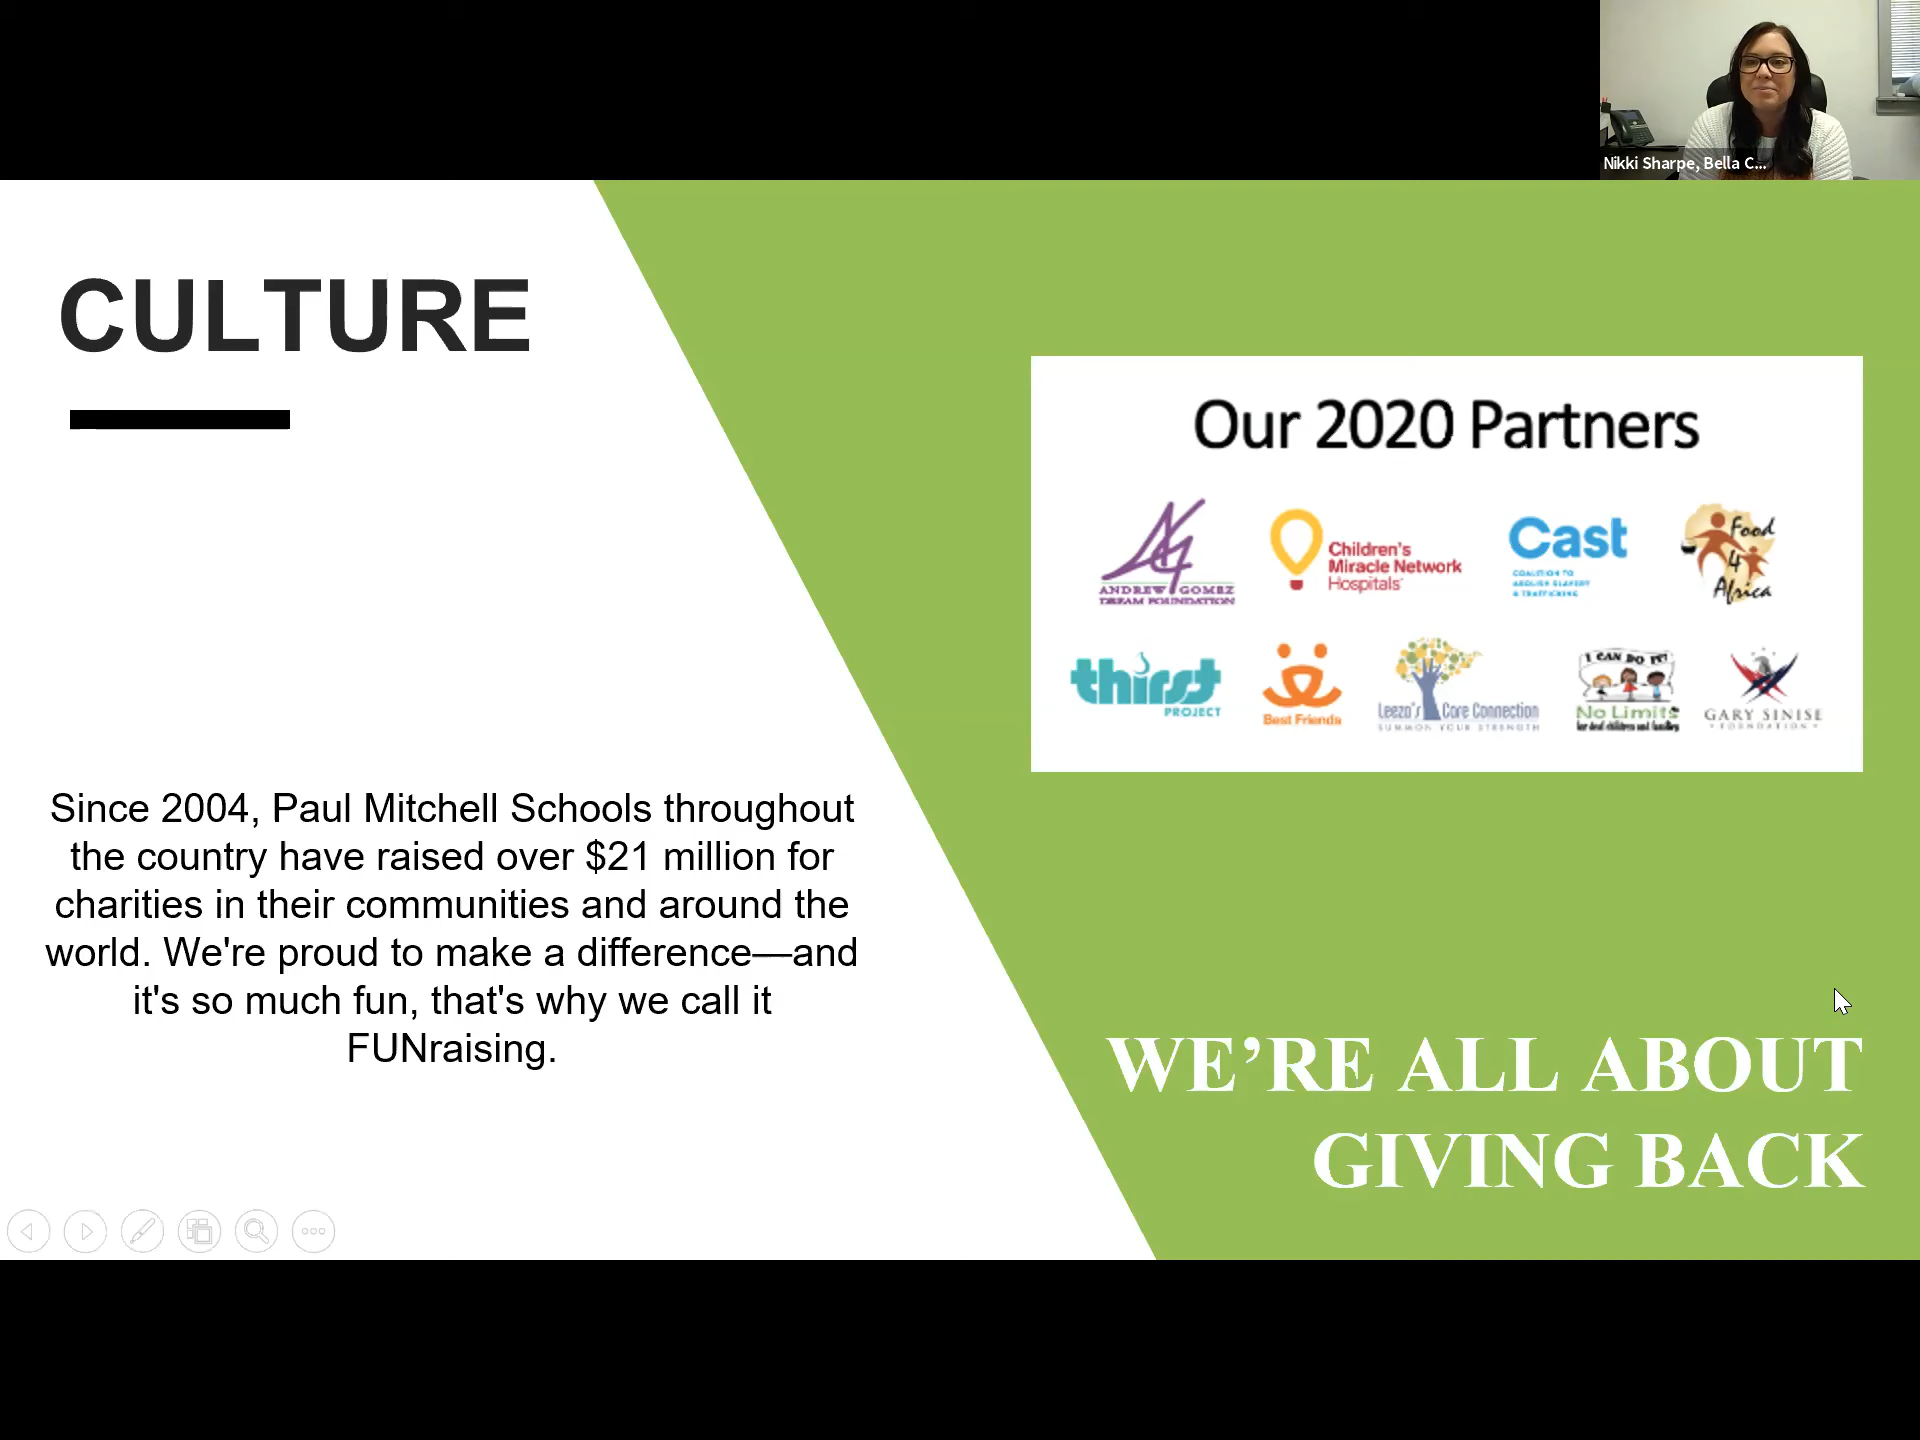 Nikki Sharpe, Bella C...
CULTURE
Our 2020 Partners
ANDREW GOMEZ
DREAM FOUNDATION
Children's
Miracle Network
Hospitals
Cast
COALITION TO
ABOLISH SLAVERY
& TRAFFICKING
Food
4
Africa
thirst
PROJECT
Best Friends
Leeza's Care Connection
SUMMON YOUR STRENGTH
I CAN DO IT!
No Limits
for deaf children and families
GARY SINISE
FOUNDATION
Since 2004, Paul Mitchell Schools throughout
the country have raised over $21 million for
charities in their communities and around the
world. We're proud to make a difference—and
it's so much fun, that's why we call it
FUNraising.
WE’RE ALL ABOUT
GIVING BACK